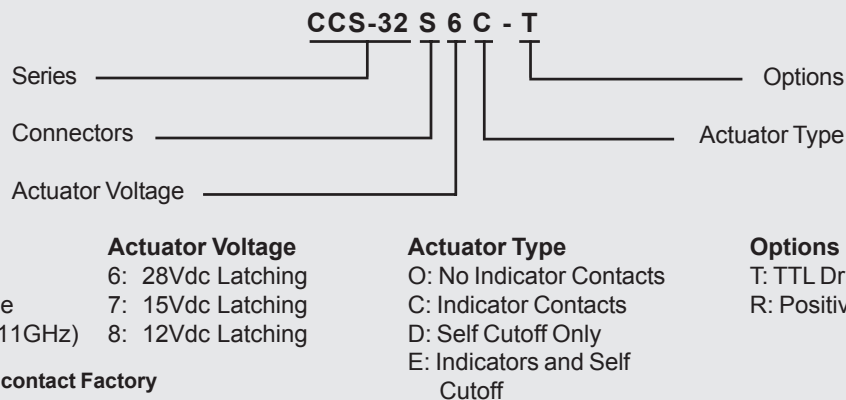 CCS-32 S 6 C - T
Series
Options
Connectors
Actuator Type
Actuator Voltage
Actuator Voltage
6: 28Vdc Latching
7: 15Vdc Latching
8: 12Vdc Latching
11GHz)
contact Factory
Actuator Type
O: No Indicator Contacts
C: Indicator Contacts
D: Self Cutoff Only
E: Indicators and Self
Cutoff
Options
T: TTL
R: